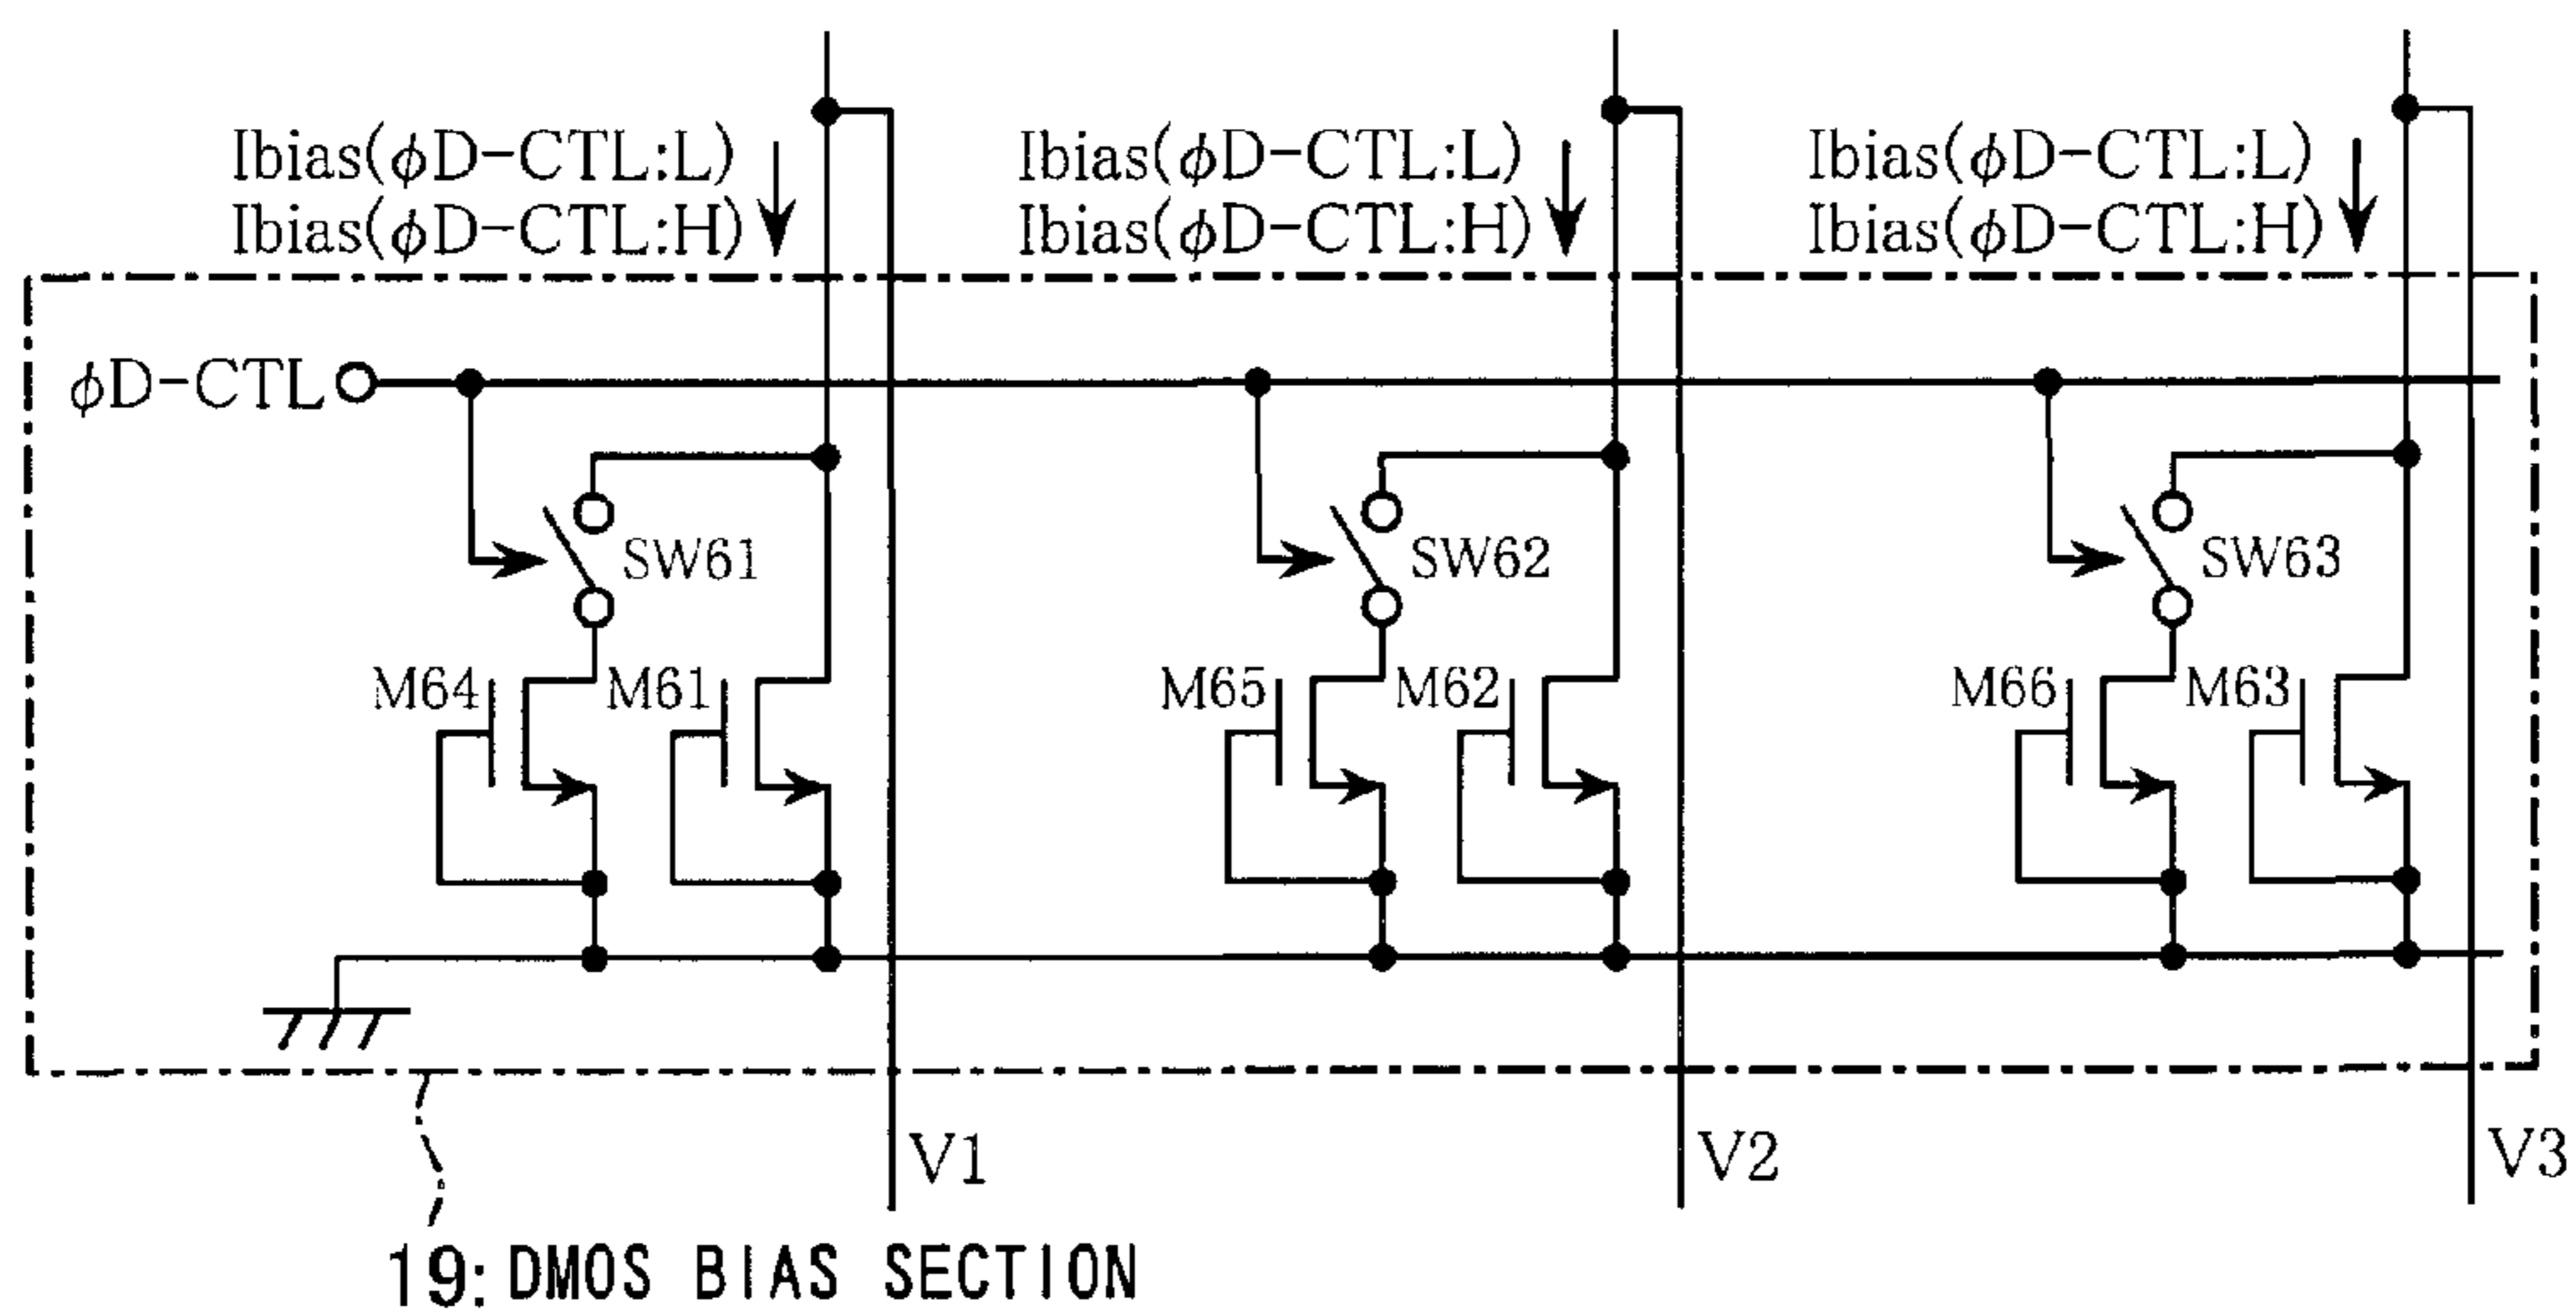 Ibias(ϕD-CTL:L)
Ibias(ϕD-CTL:H)
Ibias(ϕD-CTL:L)
Ibias(ϕD-CTL:H)
Ibias(ϕD-CTL:L)
Ibias(ϕD-CTL:H)
ϕD-CTL
SW61
SW62
SW63
M64
M61
M65
M62
M66
M63
V1
V2
V3
19: DMOS BIAS SECTION